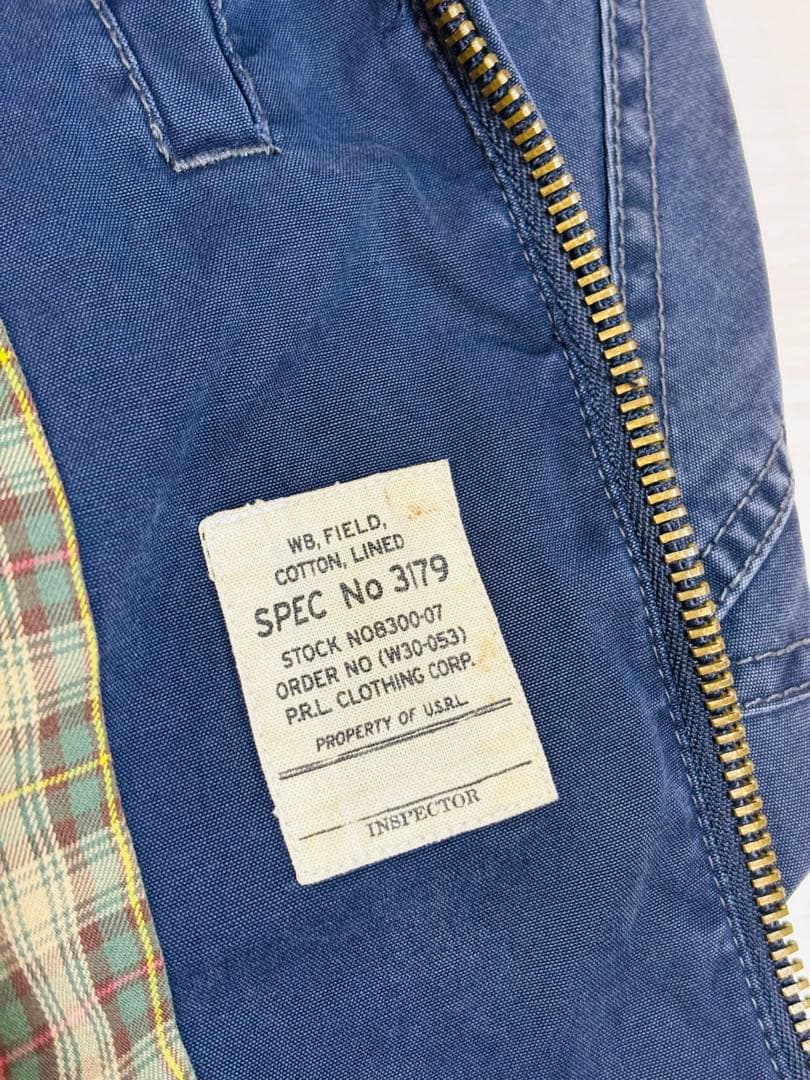 WB, FIELD,
COTTON, LINED
SPEC No 3179
STOCK NO8300-07
ORDER NO (W30-053)
P.R.L. CLOTHING CORP.
PROPERTY OF U.S.R.L.
INSPECTOR